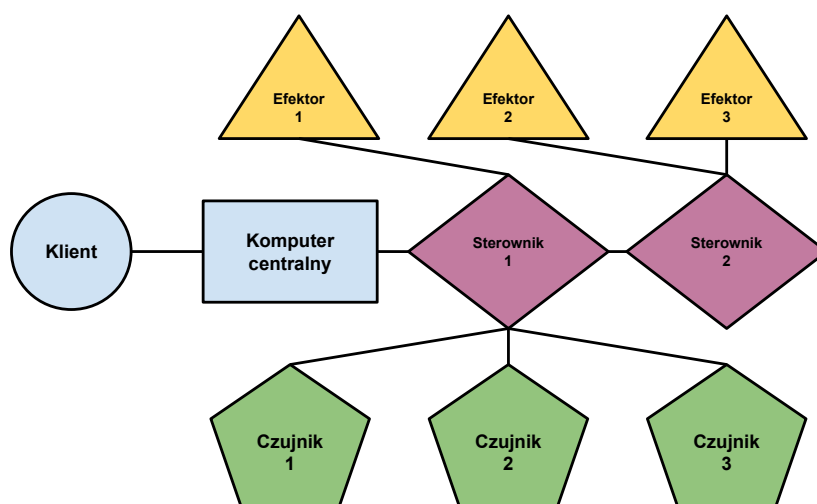 Efektor
1
Efektor
2
Efektor
3
Klient
Komputer
centralny
Sterownik
1
Sterownik
2
Czujnik
1
Czujnik
2
Czujnik
3